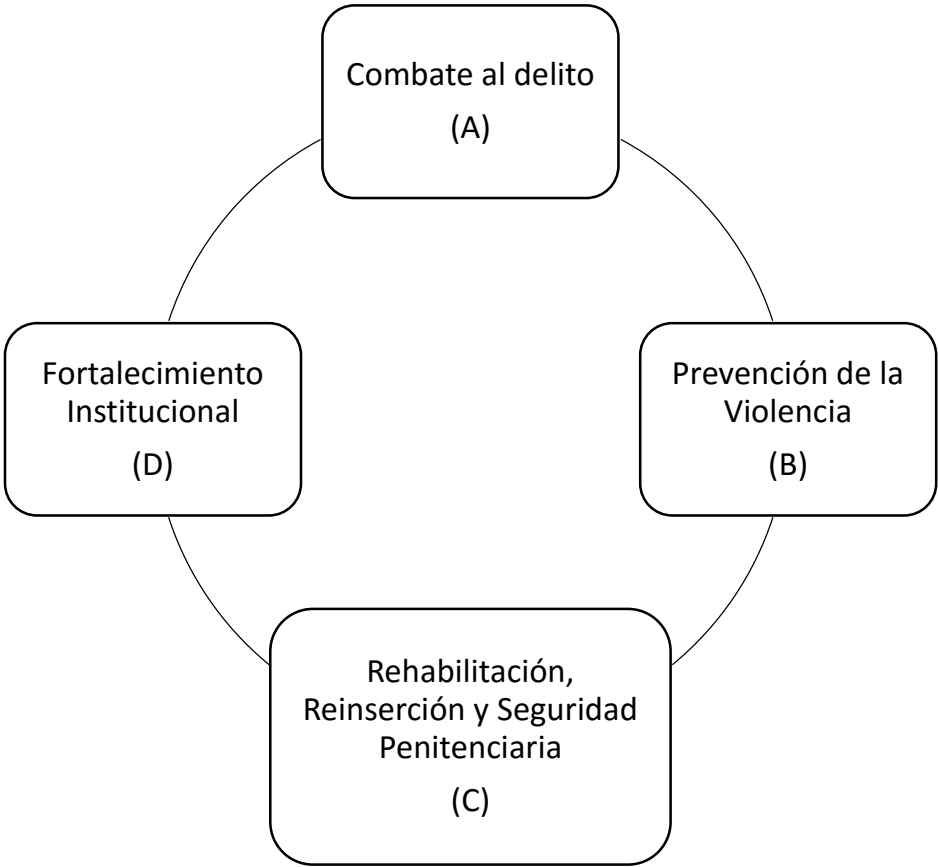 Combate al delito
(A)
Fortalecimiento
Institucional
(D)
Prevención de la
Violencia
(B)
Rehabilitación,
Reinserción y Seguridad
Penitenciaria
(C)